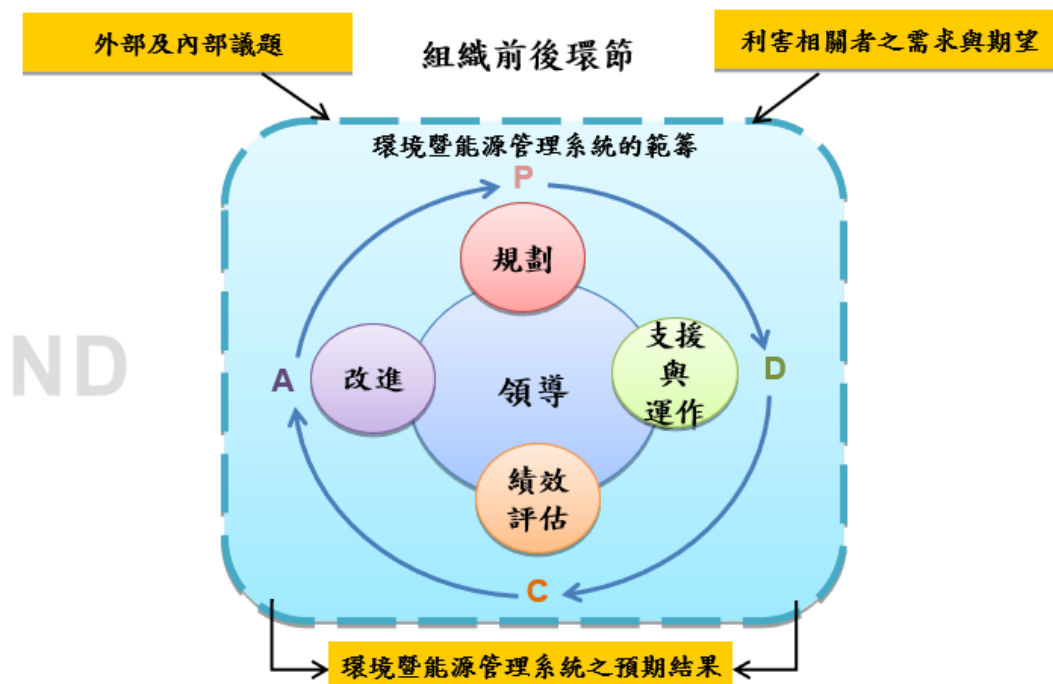 外部及內部議題
利害相關者之需求與期望
組織前後環節
環境暨能源管理系統的範籌
P
規劃
支援
與
運作
D
A
改進
領導
績效
評估
C
ND
環境暨能源管理系統之預期結果